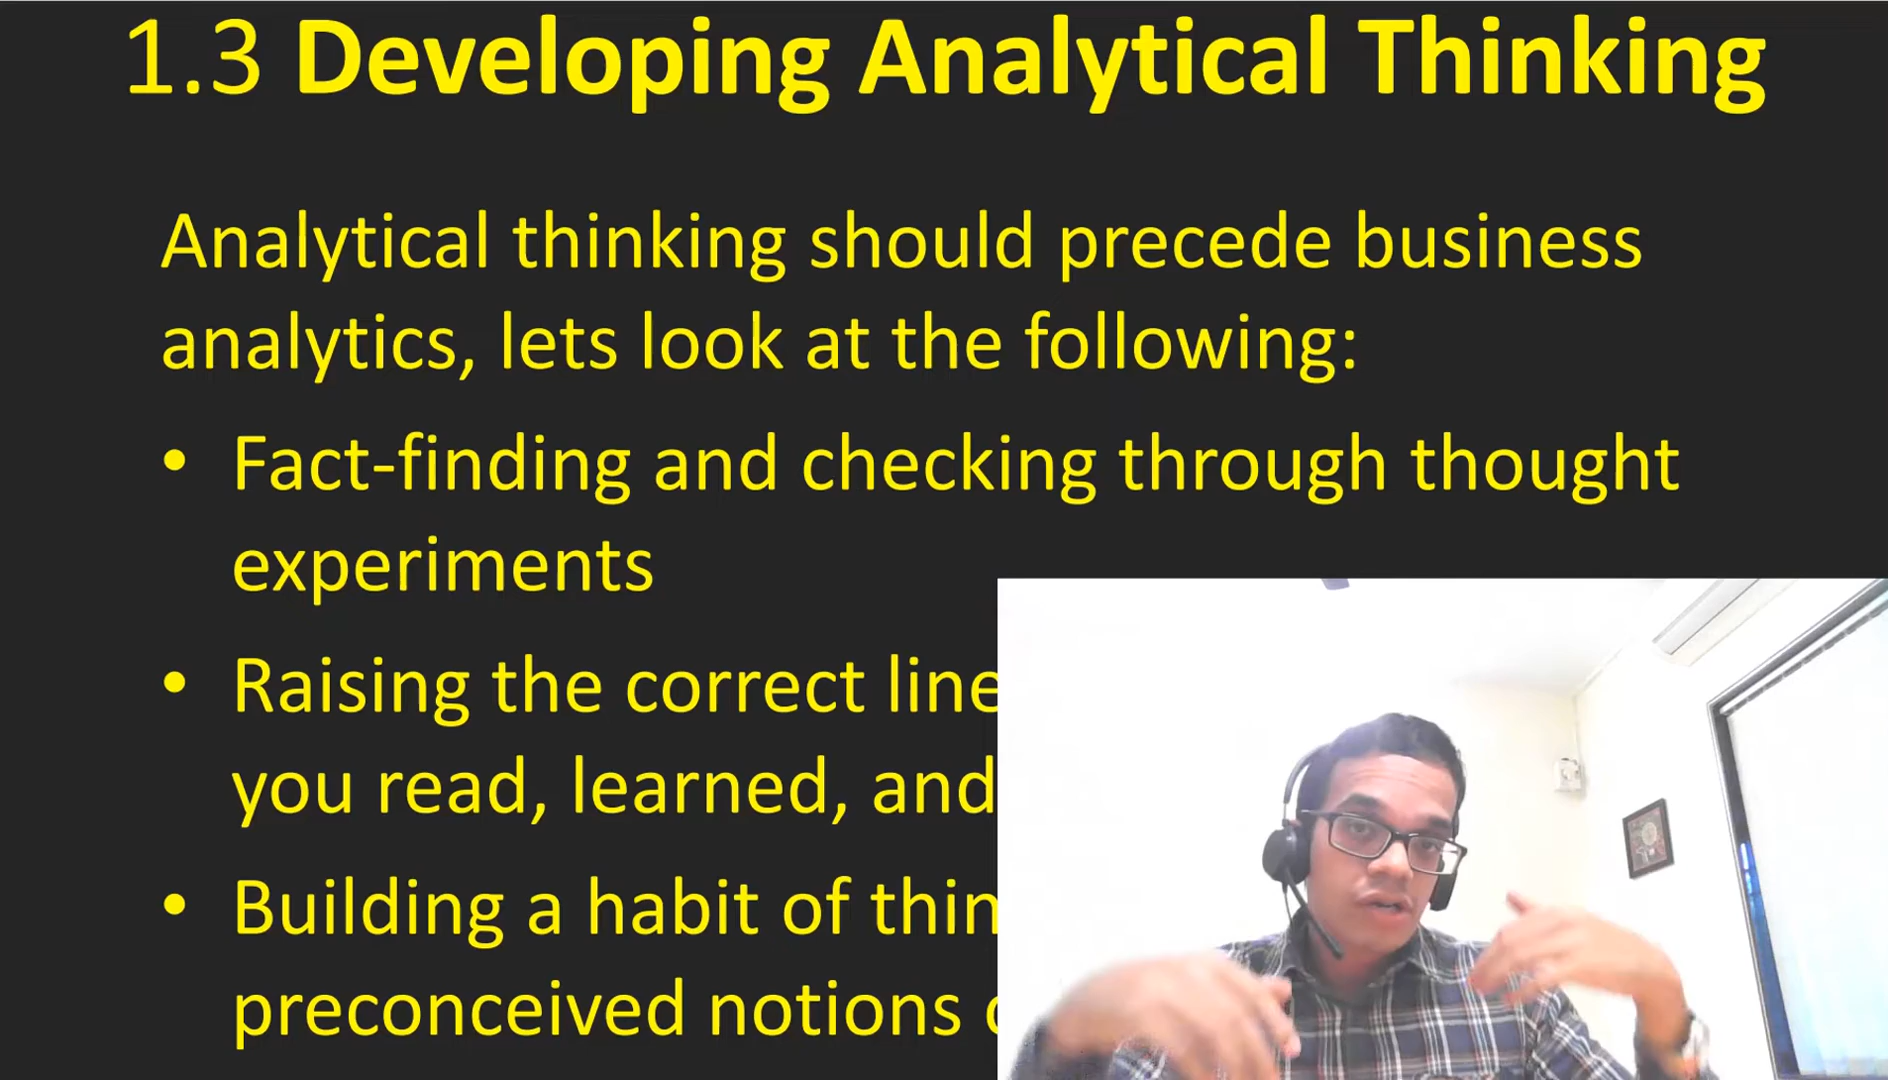 1.3 Developing Analytical Thinking
Analytical thinking should precede business
analytics, lets look at the following:
• Fact-finding and checking through thought
experiments
• Raising the correct line
you read, learned, and
• Building a habit of thin
preconceived notions